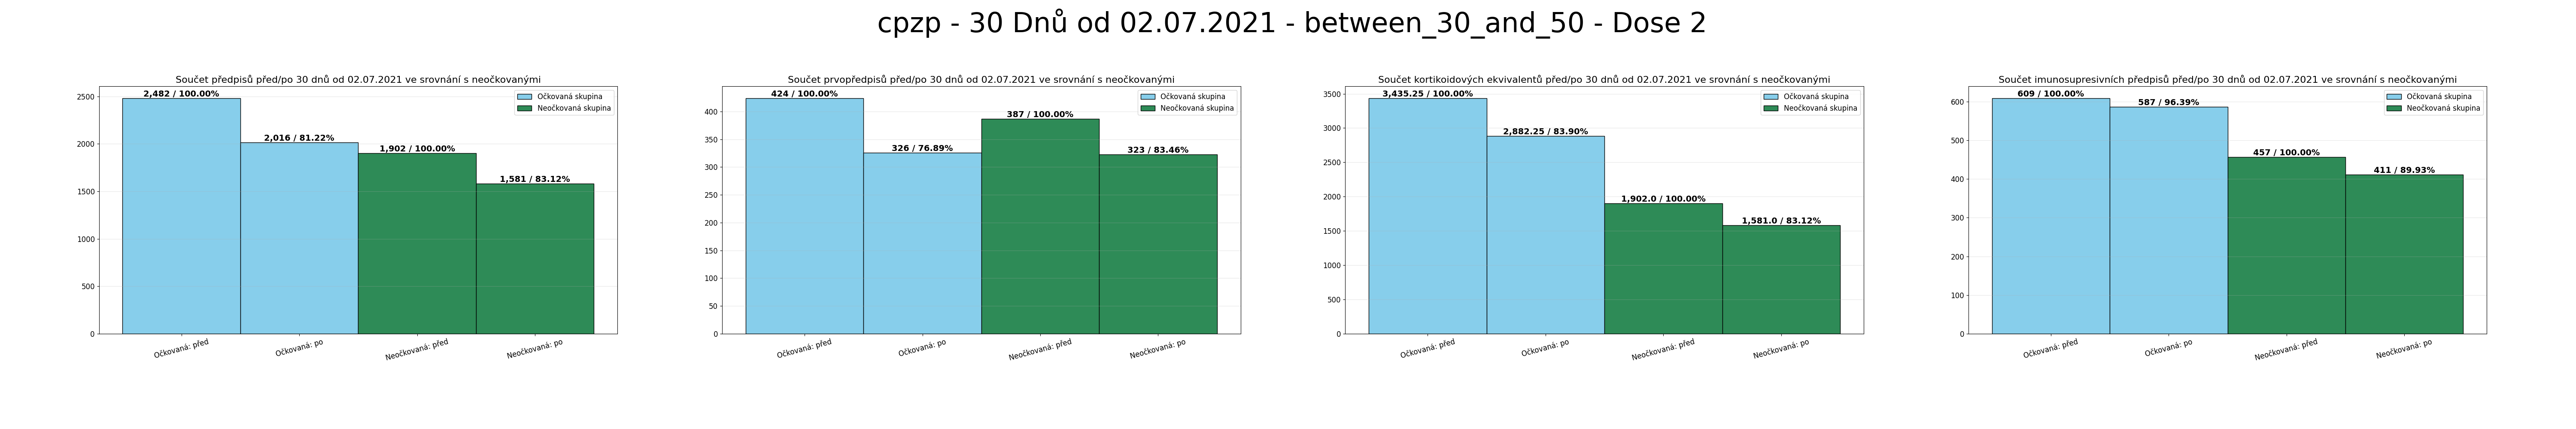 cpzp - 30 Dnů od 02.07.2021 - between_30_and_50 - Dose 2
Součet předpisů před/po 30 dnů od 02.07.2021 ve srovnání s neočkovanými
2500
2000
1500
1000
500
0
2,482 / 100.00%
2,016 / 81.22%
1,902 / 100.00%
1,581 / 83.12%
Očkovaná skupina
Neočkovaná skupina
Očkovaná: před
Očkovaná: po
Neočkovaná: před
Neočkovaná: po
Součet prvopředpisů před/po 30 dnů od 02.07.2021 ve srovnání s neočkovanými
400
350
300
250
200
150
100
50
0
424 / 100.00%
326 / 76.89%
387 / 100.00%
323 / 83.46%
Očkovaná skupina
Neočkovaná skupina
Očkovaná: před
Očkovaná: po
Neočkovaná: před
Neočkovaná: po
Součet kortikoidových ekvivalentů před/po 30 dnů od 02.07.2021 ve srovnání s neočkovanými
3500
3000
2500
2000
1500
1000
500
0
3,435.25 / 100.00%
2,882.25 / 83.90%
1,902.0 / 100.00%
1,581.0 / 83.12%
Očkovaná skupina
Neočkovaná skupina
Očkovaná: před
Očkovaná: po
Neočkovaná: před
Neočkovaná: po
Součet imunosupresivních předpisů před/po 30 dnů od 02.07.2021 ve srovnání s neočkovanými
600
500
400
300
200
100
0
609 / 100.00%
587 / 96.39%
457 / 100.00%
411 / 89.93%
Očkovaná skupina
Neočkovaná skupina
Očkovaná: před
Očkovaná: po
Neočkovaná: před
Neočkovaná: po